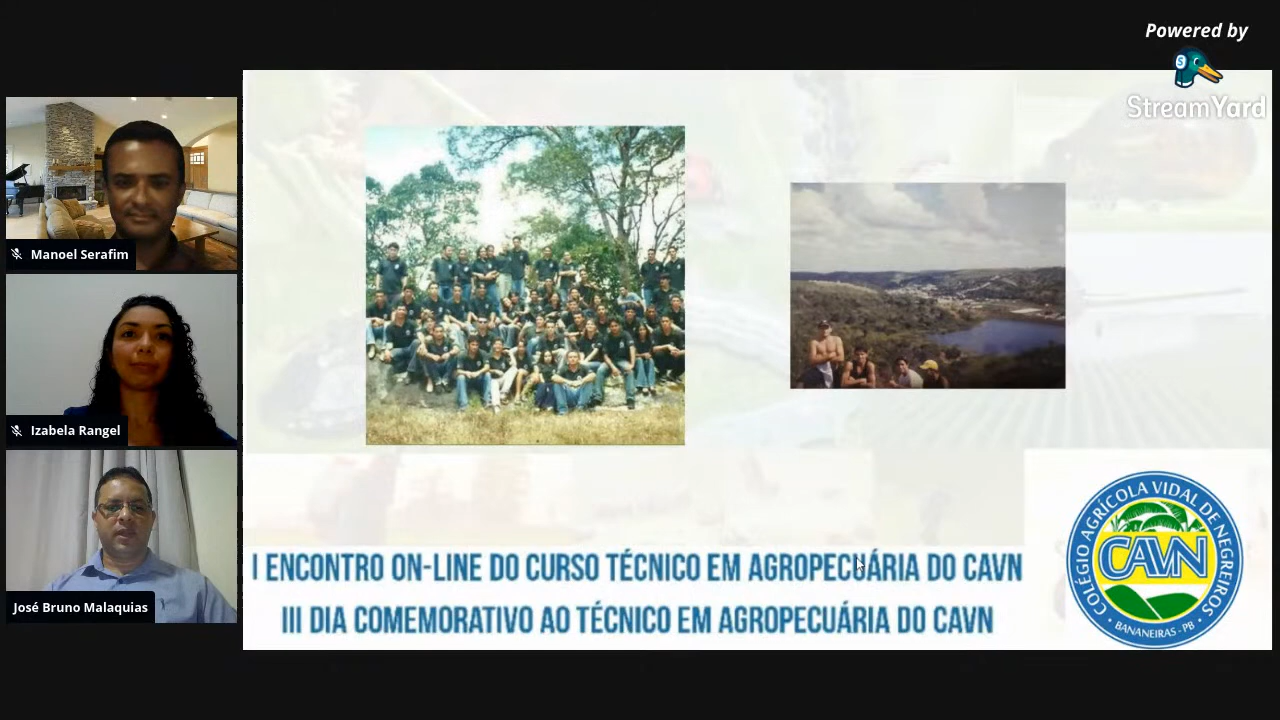 Powered by
StreamYard
Manoel Serafim
Izabela Rangel
José Bruno Malaquias
I ENCONTRO ON-LINE DO CURSO TÉCNICO EM AGROPECUÁRIA DO CAVN
III DIA COMEMORATIVO AO TÉCNICO EM AGROPECUÁRIA DO CAVN
COLÉGIO AGRÍCOLA VIDAL DE NEGREIROS
CAVN
BANANEIRAS - PB